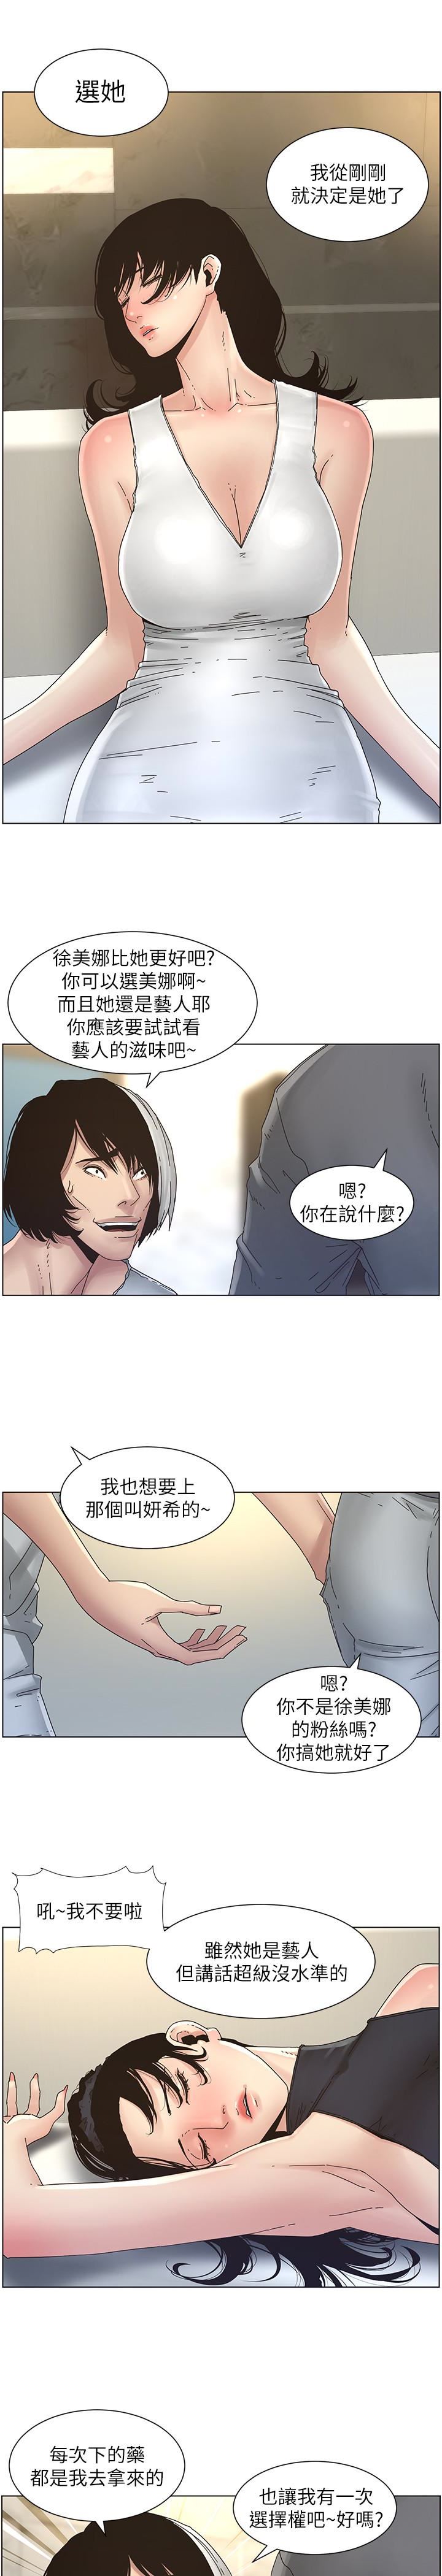 選她
我從剛剛
就決定是她了
徐美娜比她更好吧?
你可以選美娜啊~
而且她還是藝人耶
你應該要試試看
藝人的滋味吧~
嗯?
你在說什麼?
我也想要上
那個叫妍希的~
嗯?
你不是徐美娜
的粉絲嗎?
你搞她就好了
吼~我不要啦
雖然她是藝人
但講話超級沒水準的
每次下的藥
都是我去拿來的
也讓我有一次
選擇權吧~好嗎?